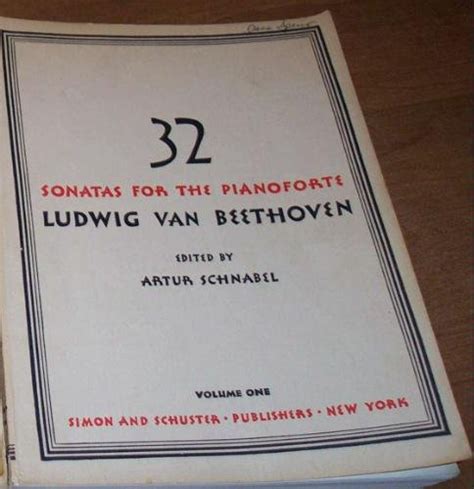 32
SONATAS FOR THE PIANOFORTE
LUDWIG VAN BEETHOVEN
EDITED BY
ARTUR SCHNABEL
VOLUME ONE
SIMON AND SCHUSTER · PUBLISHERS · NEW YORK